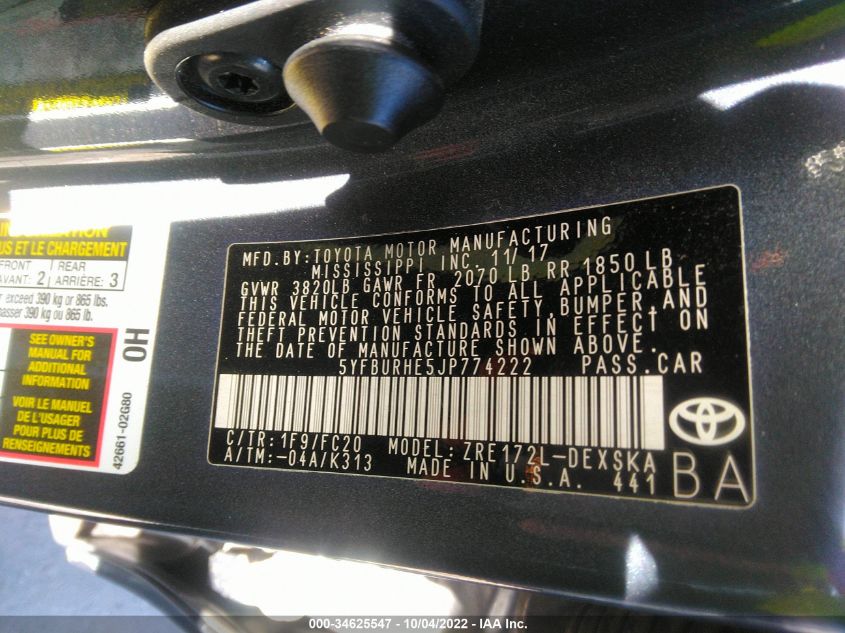 MATION
US ET LE CHARGEMENT
FRONT
AVANT: 2
REAR
ARRIÈRE: 3
r exceed 390 kg or 865 lbs.
passer 390 kg ou 865 lb.
SEE OWNER'S
MANUAL FOR
ADDITIONAL
INFORMATION
VOIR LE MANUEL
DE L'USAGER
POUR PLUS DE
RENSEIGNEMENTS
OH
42661-02G80
MFD.BY:TOYOTA MOTOR MANUFACTURING
MISSISSIPPI, INC. 11/17
GVWR 3820LB GAWR FR 2070LB RR 1850LB
THIS VEHICLE CONFORMS TO ALL APPLICABLE
FEDERAL MOTOR VEHICLE SAFETY,BUMPER,AND
THEFT PREVENTION STANDARDS IN EFFECT ON
THE DATE OF MANUFACTURE SHOWN ABOVE.
5YFBURHE5JP774222 PASS.CAR
C/TR:1F9/FC20 MODEL:ZRE172L-DEXSKA
A/TM:-04A/K313 MADE IN U.S.A. 441
BA
000-34625547 - 10/04/2022 - IAA Inc.